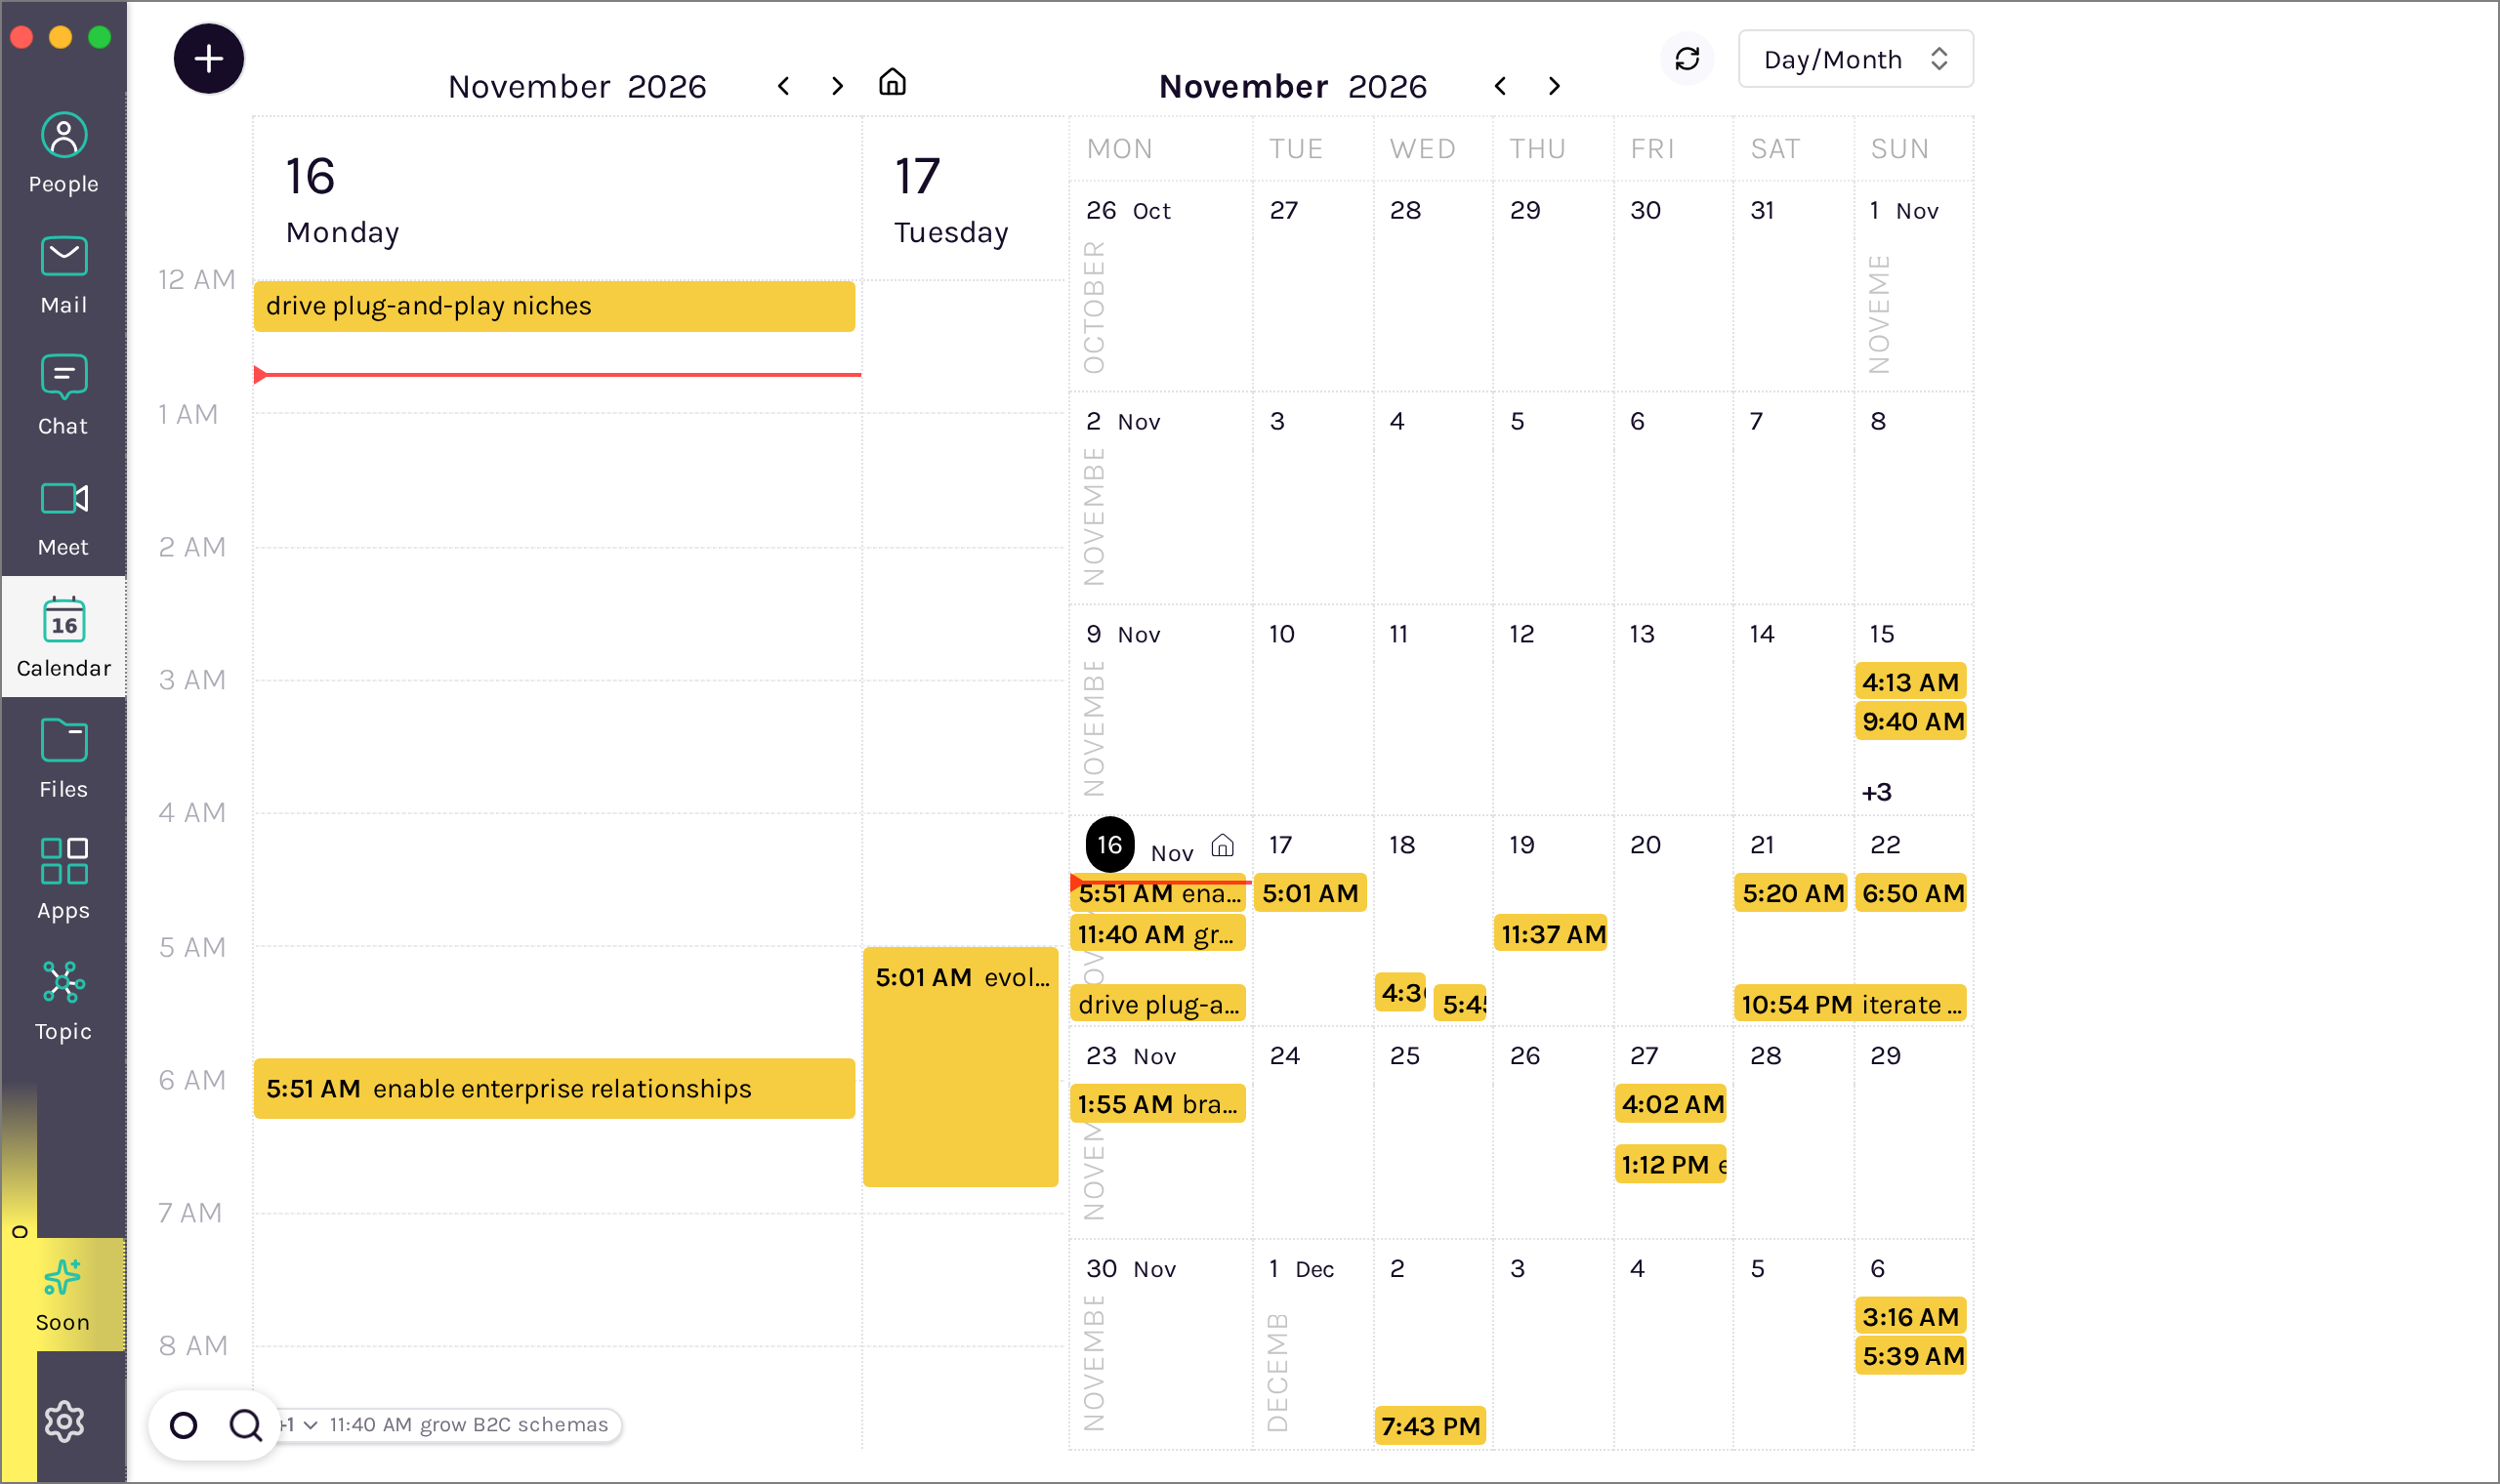 People
Mail
Chat
Meet
16
Calendar
Files
Apps
Topic
Soon
November 2026
16
Monday
17
Tuesday
12 AM
1 AM
2 AM
3 AM
4 AM
5 AM
6 AM
7 AM
8 AM
drive plug-and-play niches
5:51 AM enable enterprise relationships
5:01 AM evol...
+1 11:40 AM grow B2C schemas
November 2026
Day/Month
MON TUE WED THU FRI SAT SUN
26 Oct 27 28 29 30 31 1 Nov
OCTOBER
NOVEME
2 Nov 3 4 5 6 7 8
NOVEMBE
9 Nov 10 11 12 13 14 15
NOVEMBE
4:13 AM
9:40 AM
+3
16 Nov 17 18 19 20 21 22
5:51 AM ena... 5:01 AM 5:20 AM 6:50 AM
11:40 AM gr... 11:37 AM
drive plug-a... 4:30 5:45 10:54 PM iterate ...
23 Nov 24 25 26 27 28 29
1:55 AM bra... 4:02 AM
1:12 PM e
NOVEM
30 Nov 1 Dec 2 3 4 5 6
NOVEMBE
DECEMB
3:16 AM
5:39 AM
7:43 PM